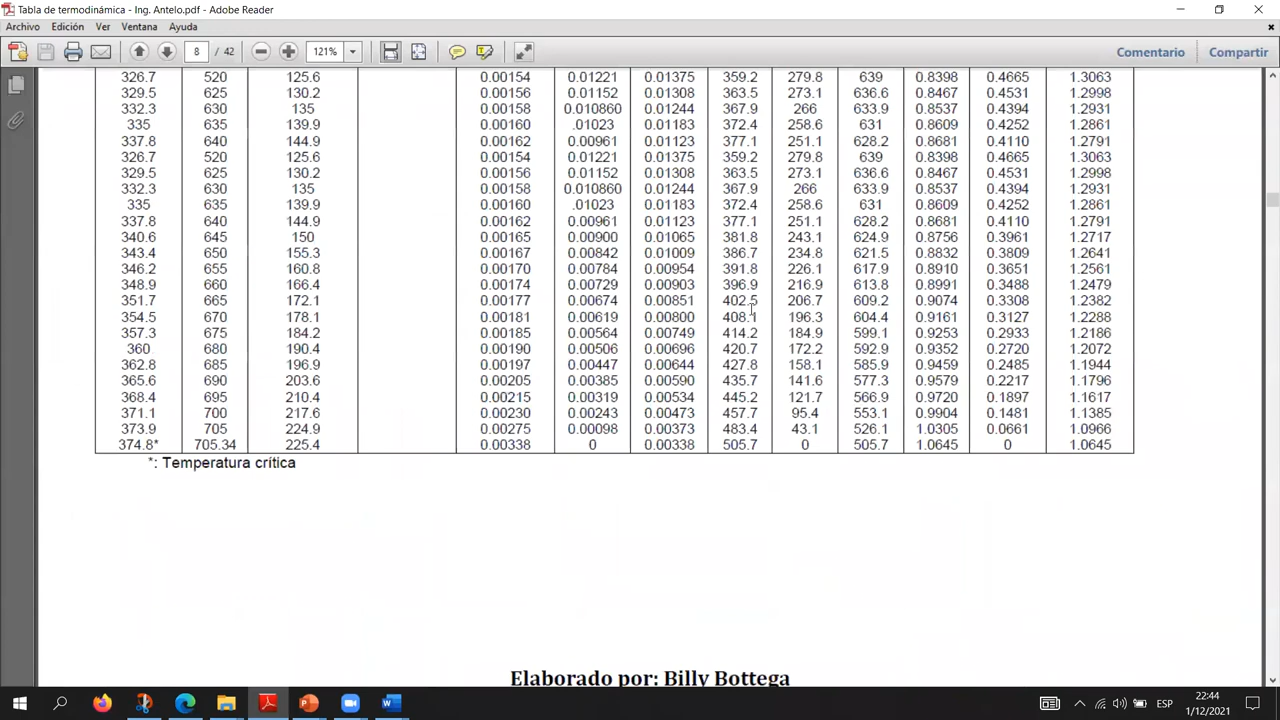 Tabla de termodinámica - Ing. Antelo.pdf - Adobe Reader
Archivo Edición Ver Ventana Ayuda
8 / 42 121% Comentario Compartir
326.7 520 125.6 0.00154 0.01221 0.01375 359.2 279.8 639 0.8398 0.4665 1.3063
329.5 625 130.2 0.00156 0.01152 0.01308 363.5 273.1 636.6 0.8467 0.4531 1.2998
332.3 630 135 0.00158 0.010860 0.01244 367.9 266 633.9 0.8537 0.4394 1.2931
335 635 139.9 0.00160 .01023 0.01183 372.4 258.6 631 0.8609 0.4252 1.2861
337.8 640 144.9 0.00162 0.00961 0.01123 377.1 251.1 628.2 0.8681 0.4110 1.2791
326.7 520 125.6 0.00154 0.01221 0.01375 359.2 279.8 639 0.8398 0.4665 1.3063
329.5 625 130.2 0.00156 0.01152 0.01308 363.5 273.1 636.6 0.8467 0.4531 1.2998
332.3 630 135 0.00158 0.010860 0.01244 367.9 266 633.9 0.8537 0.4394 1.2931
335 635 139.9 0.00160 .01023 0.01183 372.4 258.6 631 0.8609 0.4252 1.2861
337.8 640 144.9 0.00162 0.00961 0.01123 377.1 251.1 628.2 0.8681 0.4110 1.2791
340.6 645 150 0.00165 0.00900 0.01065 381.8 243.1 624.9 0.8756 0.3961 1.2717
343.4 650 155.3 0.00167 0.00842 0.01009 386.7 234.8 621.5 0.8832 0.3809 1.2641
346.2 655 160.8 0.00170 0.00784 0.00954 391.8 226.1 617.9 0.8910 0.3651 1.2561
348.9 660 166.4 0.00174 0.00729 0.00903 396.9 216.9 613.8 0.8991 0.3488 1.2479
351.7 665 172.1 0.00177 0.00674 0.00851 402.5 206.7 609.2 0.9074 0.3308 1.2382
354.5 670 178.1 0.00181 0.00619 0.00800 408.1 196.3 604.4 0.9161 0.3127 1.2288
357.3 675 184.2 0.00185 0.00564 0.00749 414.2 184.9 599.1 0.9253 0.2933 1.2186
360 680 190.4 0.00190 0.00506 0.00696 420.7 172.2 592.9 0.9352 0.2720 1.2072
362.8 685 196.9 0.00197 0.00447 0.00644 427.8 158.1 585.9 0.9459 0.2485 1.1944
365.6 690 203.6 0.00205 0.00385 0.00590 435.7 141.6 577.3 0.9579 0.2217 1.1796
368.4 695 210.4 0.00215 0.00319 0.00534 445.2 121.7 566.9 0.9720 0.1897 1.1617
371.1 700 217.6 0.00230 0.00243 0.00473 457.7 95.4 553.1 0.9904 0.1481 1.1385
373.9 705 224.9 0.00275 0.00098 0.00373 483.4 43.1 526.1 1.0305 0.0661 1.0966
374.8* 705.34 225.4 0.00338 0 0.00338 505.7 0 505.7 1.0645 0 1.0645
*: Temperatura crítica
Elaborado por: Billy Bottega
ESP
22:44
1/12/2021